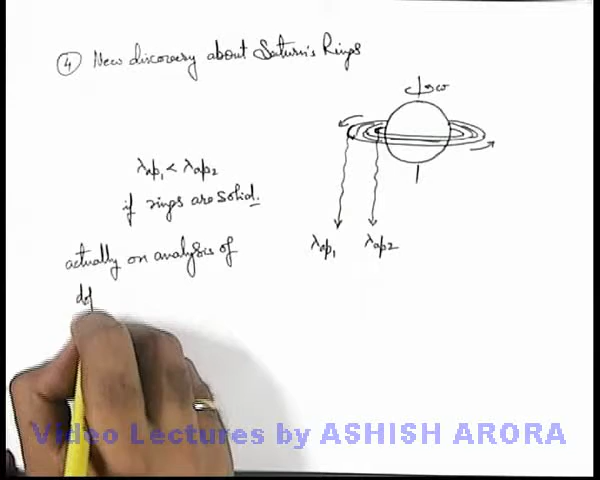 ④ New discovery about Saturn's Rings
ω
λap₁ < λap₂
if rings are solid.
λap₁ λap₂
actually on analysis of
Video Lectures by ASHISH ARORA